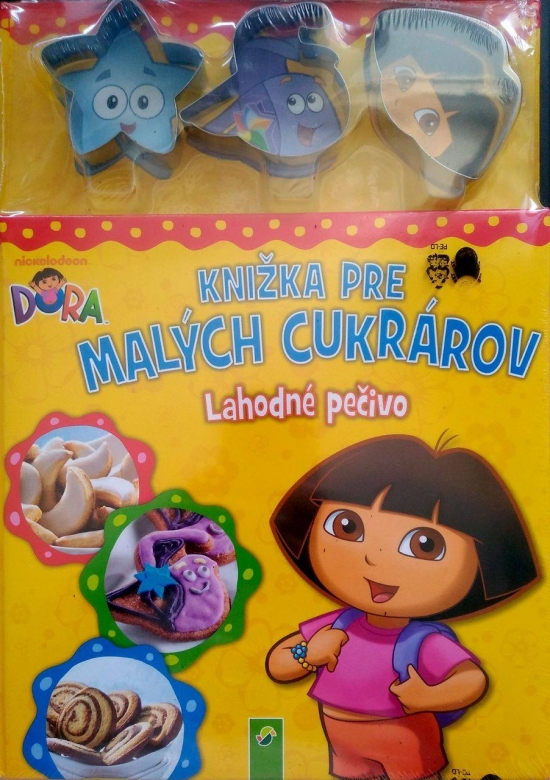 nickelodeon
DORA
KNIŽKA PRE
MALÝCH CUKRÁROV
Lahodné pečivo